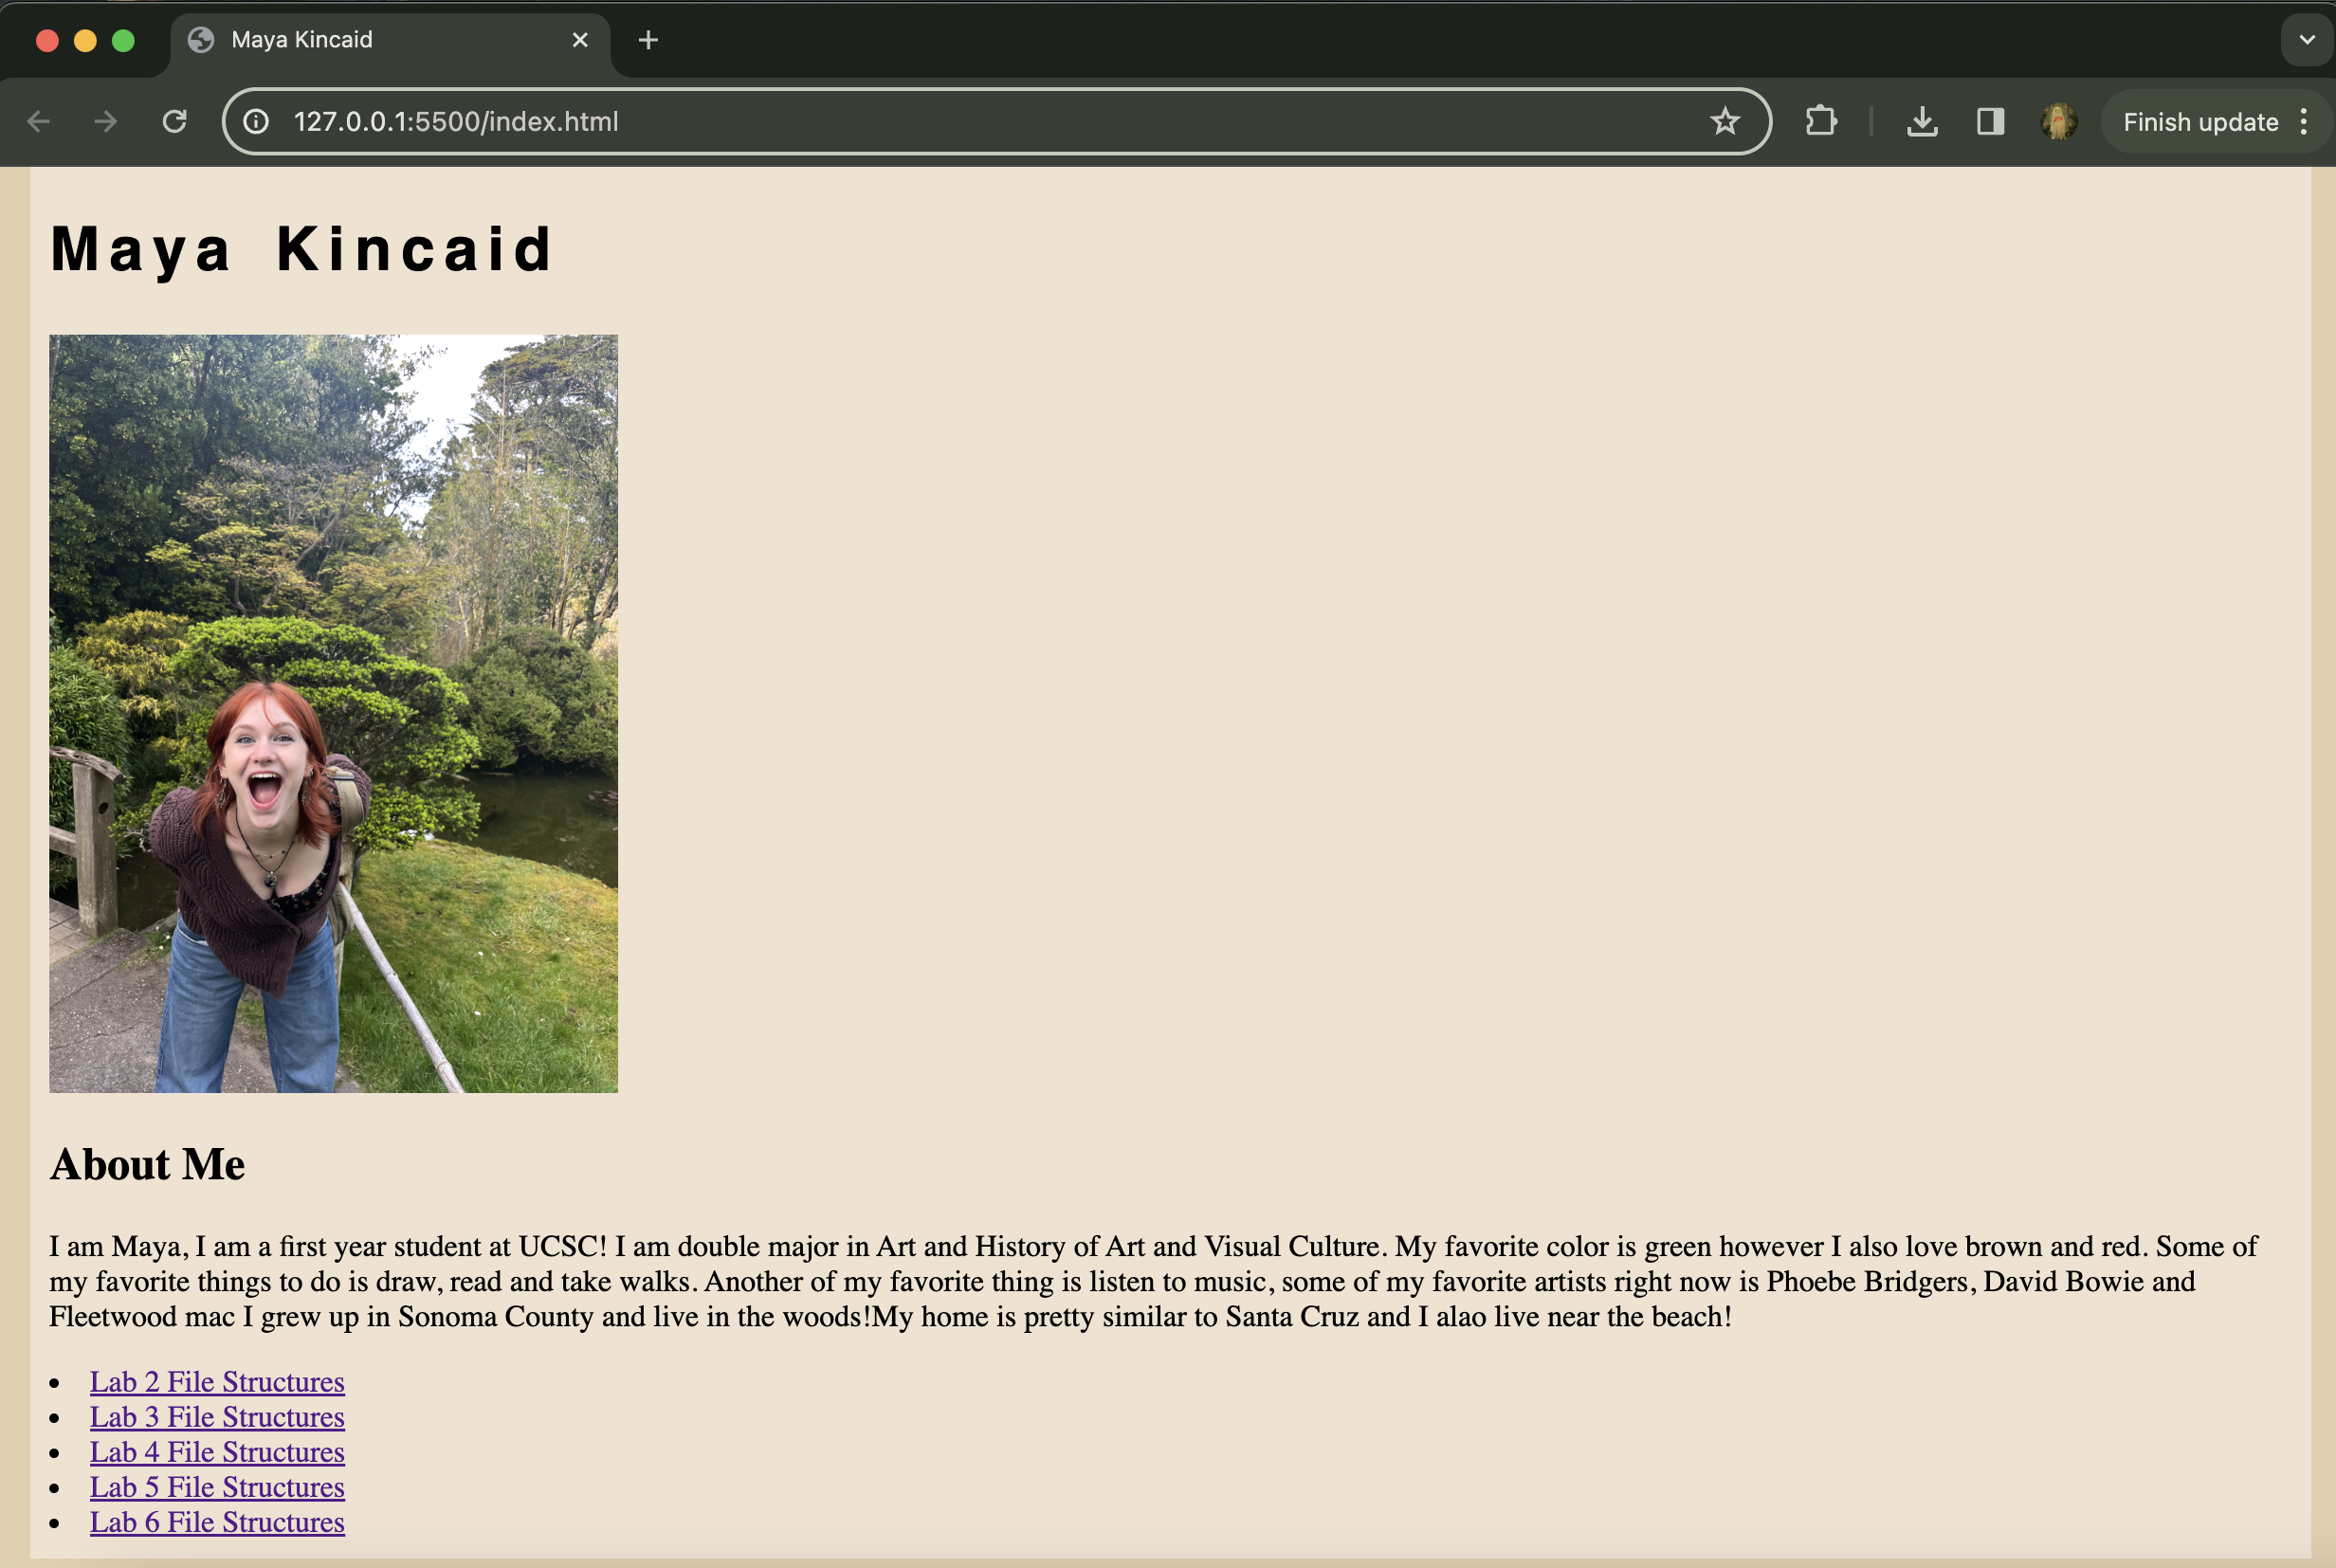 Maya Kincaid
127.0.0.1:5500/index.html
Finish update
Maya Kincaid
About Me
I am Maya, I am a first year student at UCSC! I am double major in Art and History of Art and Visual Culture. My favorite color is green however I also love brown and red. Some of
my favorite things to do is draw, read and take walks. Another of my favorite thing is listen to music, some of my favorite artists right now is Phoebe Bridgers, David Bowie and
Fleetwood mac I grew up in Sonoma County and live in the woods!My home is pretty similar to Santa Cruz and I alao live near the beach!
Lab 2 File Structures
Lab 3 File Structures
Lab 4 File Structures
Lab 5 File Structures
Lab 6 File Structures